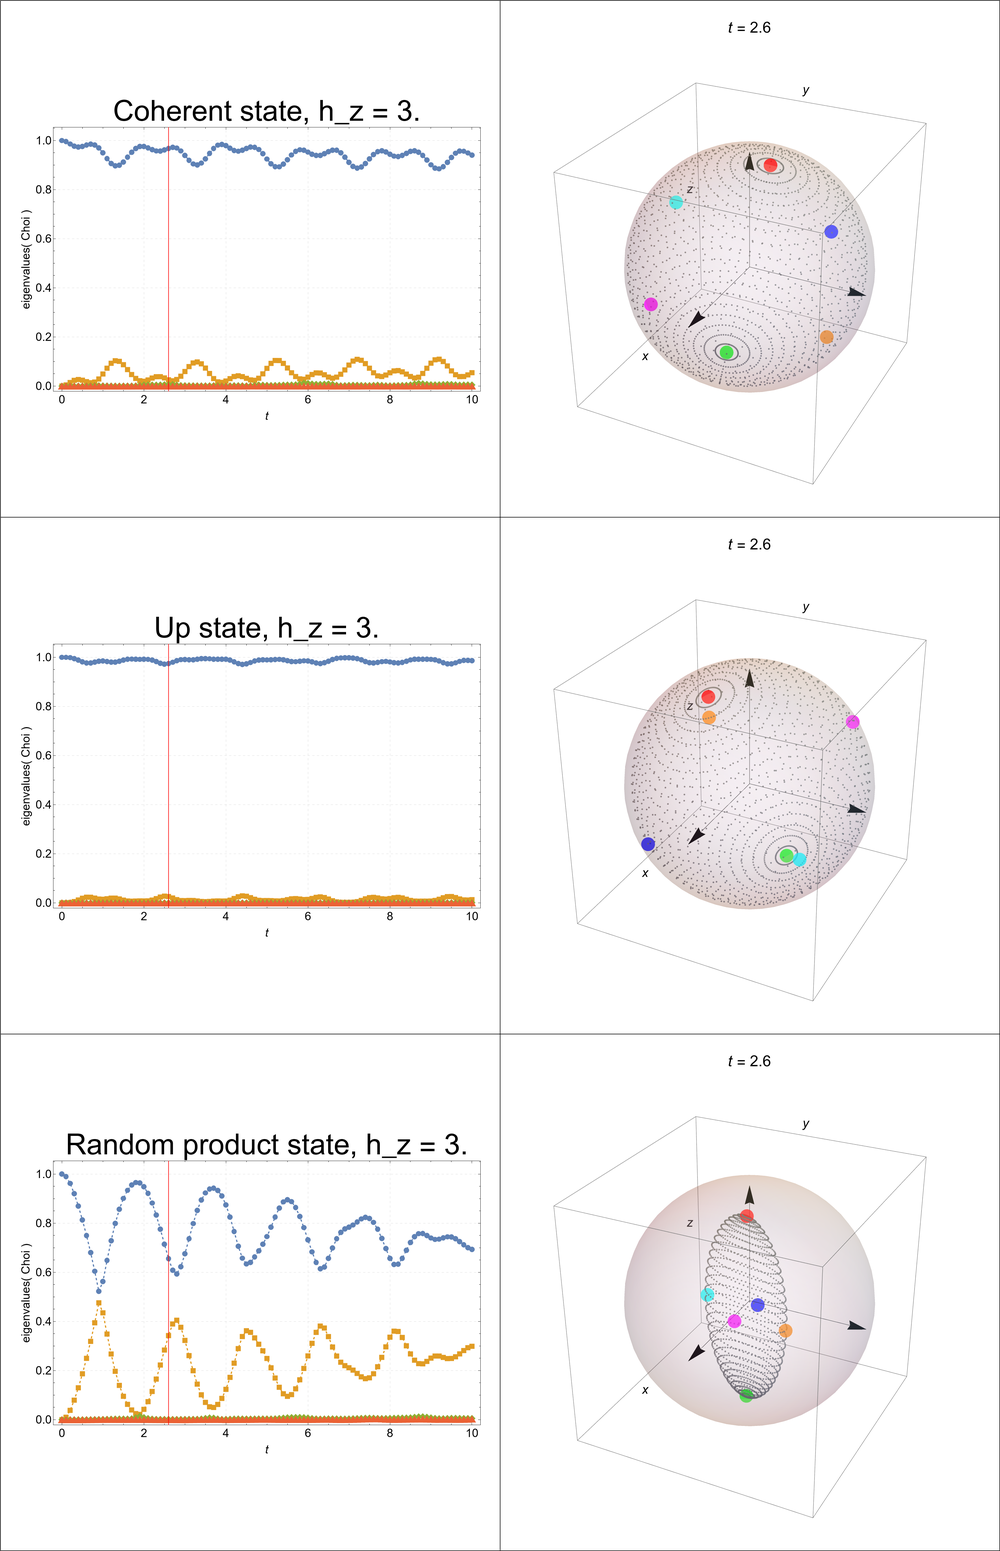 t = 2.6
Coherent state, h_z = 3.
eigenvalues( Choi )
1.0
0.8
0.6
0.4
0.2
0.0
0 2 4 6 8 10
t
y
z
x
t = 2.6
Up state, h_z = 3.
eigenvalues( Choi )
1.0
0.8
0.6
0.4
0.2
0.0
0 2 4 6 8 10
t
y
z
x
t = 2.6
Random product state, h_z = 3.
eigenvalues( Choi )
1.0
0.8
0.6
0.4
0.2
0.0
0 2 4 6 8 10
t
y
z
x